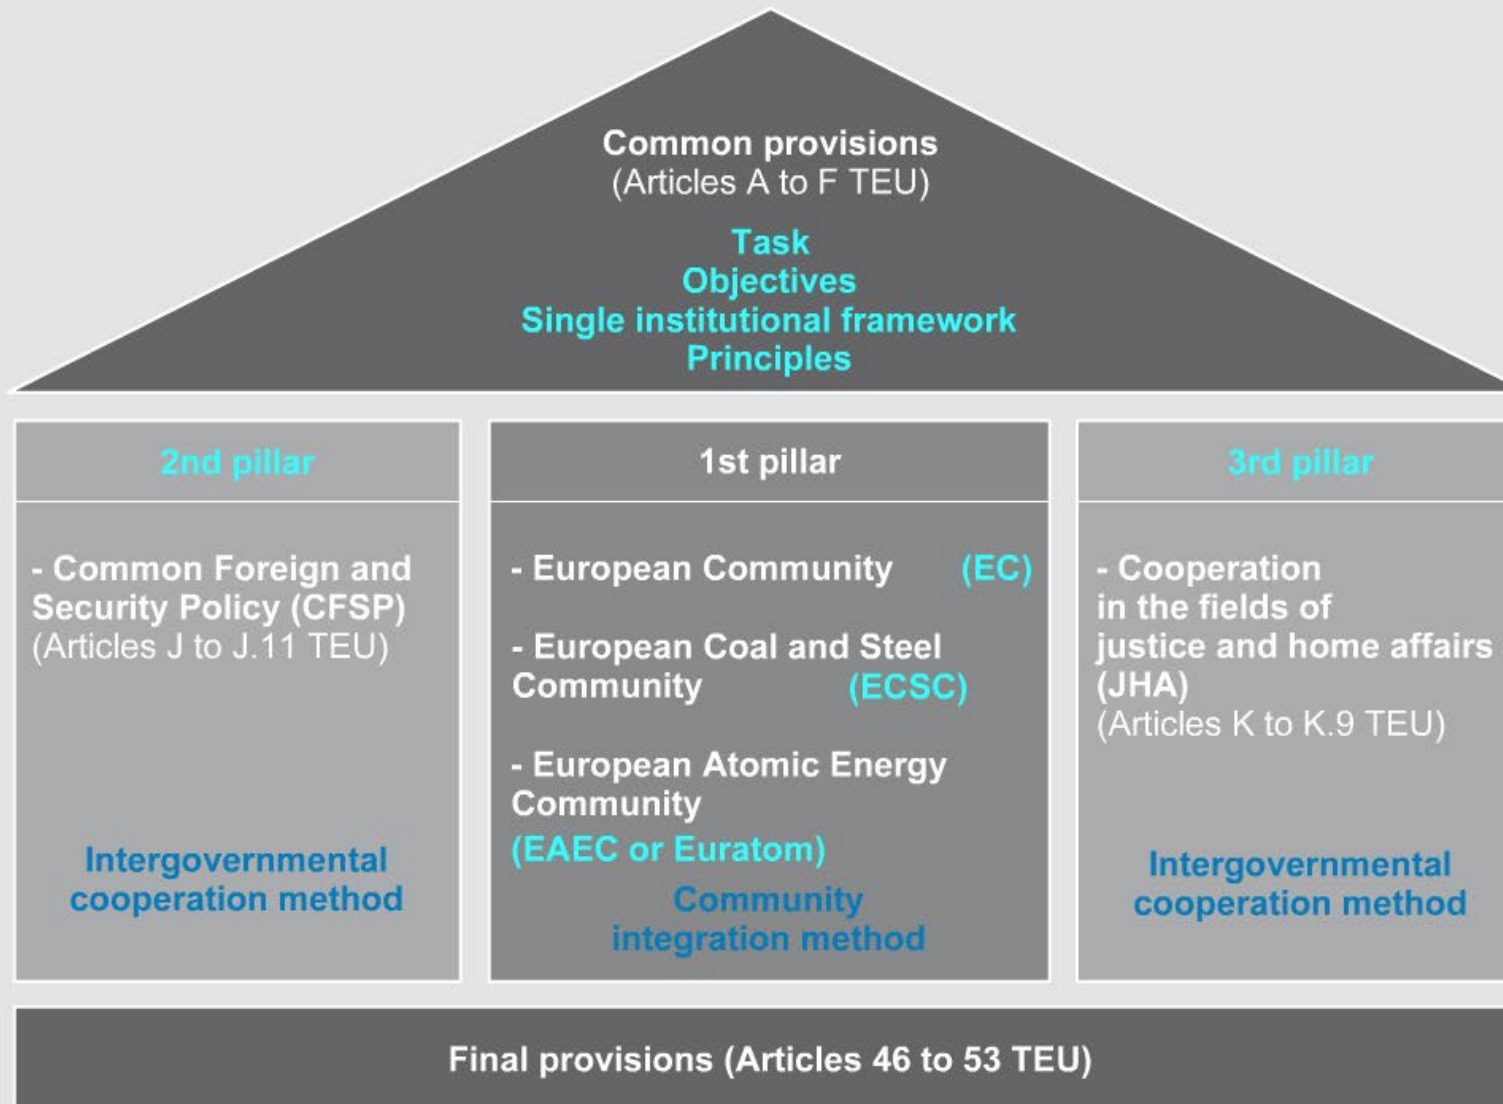 Common provisions
(Articles A to F TEU)
Task
Objectives
Single institutional framework
Principles
2nd pillar
- Common Foreign and
Security Policy (CFSP)
(Articles J to J.11 TEU)
Intergovernmental
cooperation method
1st pillar
- European Community (EC)
- European Coal and Steel
Community (ECSC)
- European Atomic Energy
Community
(EAEC or Euratom)
Community
integration method
3rd pillar
- Cooperation
in the fields of
justice and home affairs
(JHA)
(Articles K to K.9 TEU)
Intergovernmental
cooperation method
Final provisions (Articles 46 to 53 TEU)